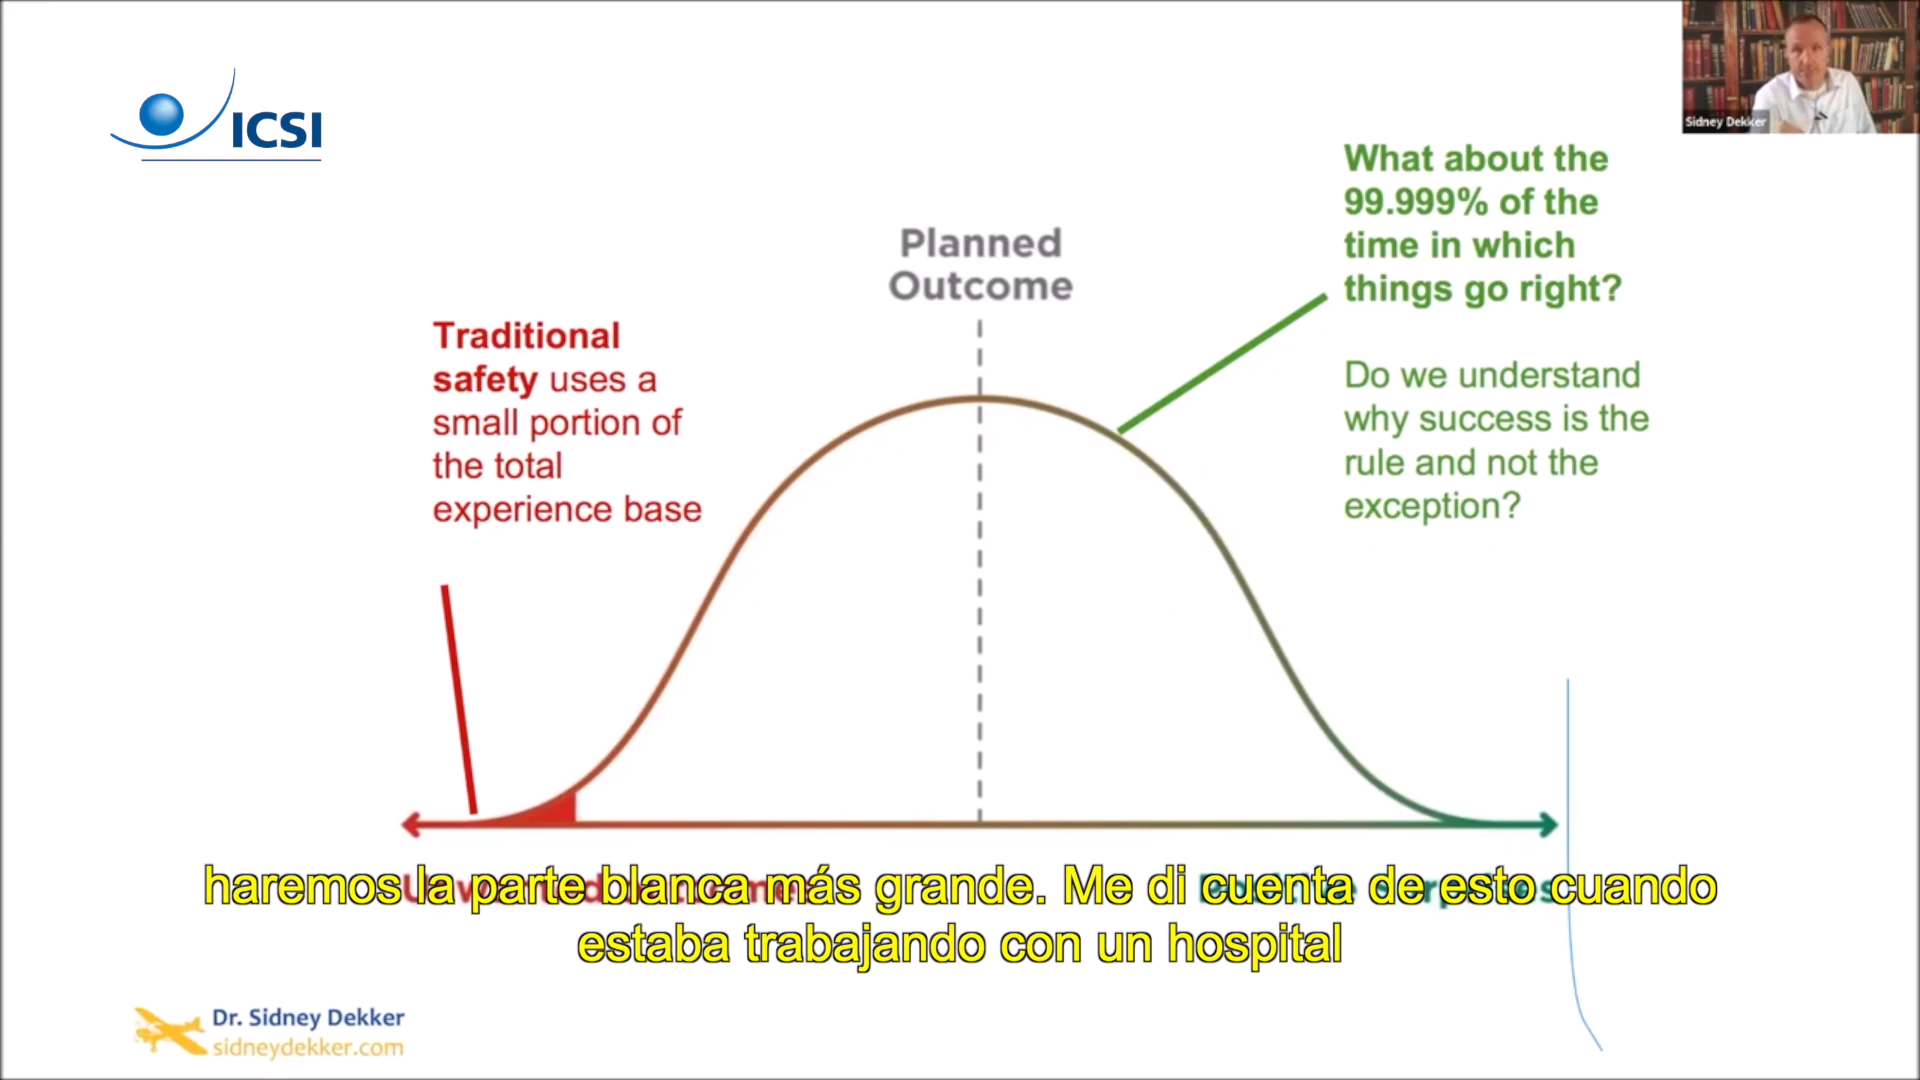 ICSI
Sidney Dekker
What about the
99.999% of the
time in which
things go right?
Planned
Outcome
Traditional
safety uses a
small portion of
the total
experience base
Do we understand
why success is the
rule and not the
exception?
haremos la parte blanca más grande. Me di cuenta de esto cuando
estaba trabajando con un hospital
Dr. Sidney Dekker
sidneydekker.com